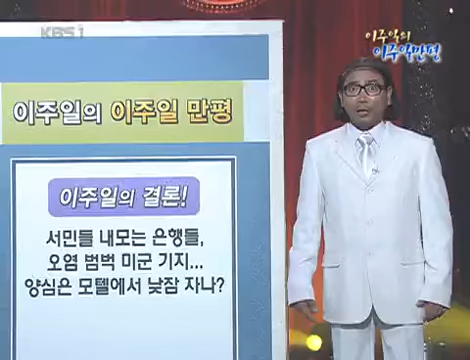 KBS1
이주일의
이주일만평
이주일의 이주일 만평
이주일의 결론!
서민들 내모는 은행들,
오염 범벅 미군 기지...
양심은 모텔에서 낮잠 자나?